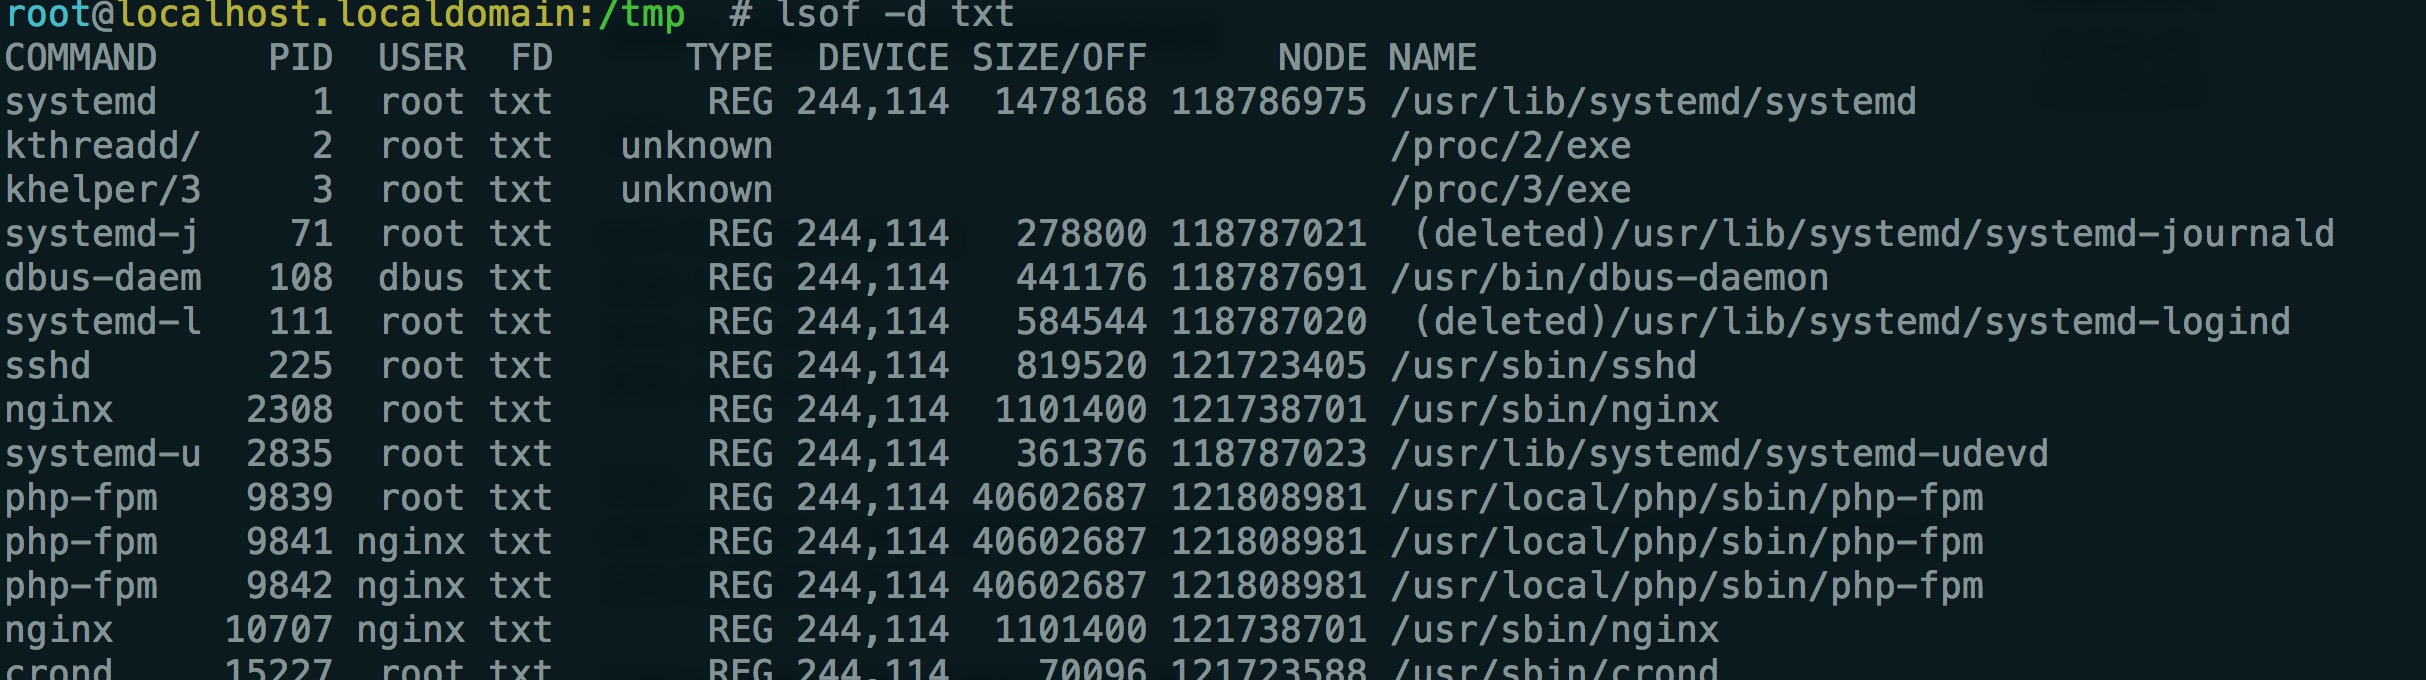 root@localhost.localdomain:/tmp  # lsof -d txt
COMMAND     PID  USER  FD      TYPE  DEVICE SIZE/OFF      NODE NAME
systemd       1  root txt       REG 244,114  1478168 118786975 /usr/lib/systemd/systemd
kthreadd/     2  root txt   unknown                            /proc/2/exe
khelper/3     3  root txt   unknown                            /proc/3/exe
systemd-j    71  root txt       REG 244,114   278800 118787021  (deleted)/usr/lib/systemd/systemd-journald
dbus-daem   108  dbus txt       REG 244,114   441176 118787691 /usr/bin/dbus-daemon
systemd-l   111  root txt       REG 244,114   584544 118787020  (deleted)/usr/lib/systemd/systemd-logind
sshd        225  root txt       REG 244,114   819520 121723405 /usr/sbin/sshd
nginx      2308  root txt       REG 244,114  1101400 121738701 /usr/sbin/nginx
systemd-u  2835  root txt       REG 244,114   361376 118787023 /usr/lib/systemd/systemd-udevd
php-fpm    9839  root txt       REG 244,114 40602687 121808981 /usr/local/php/sbin/php-fpm
php-fpm    9841 nginx txt       REG 244,114 40602687 121808981 /usr/local/php/sbin/php-fpm
php-fpm    9842 nginx txt       REG 244,114 40602687 121808981 /usr/local/php/sbin/php-fpm
nginx     10707 nginx txt       REG 244,114  1101400 121738701 /usr/sbin/nginx
crond     15227  root txt       REG 244,114    70096 121723588 /usr/sbin/crond